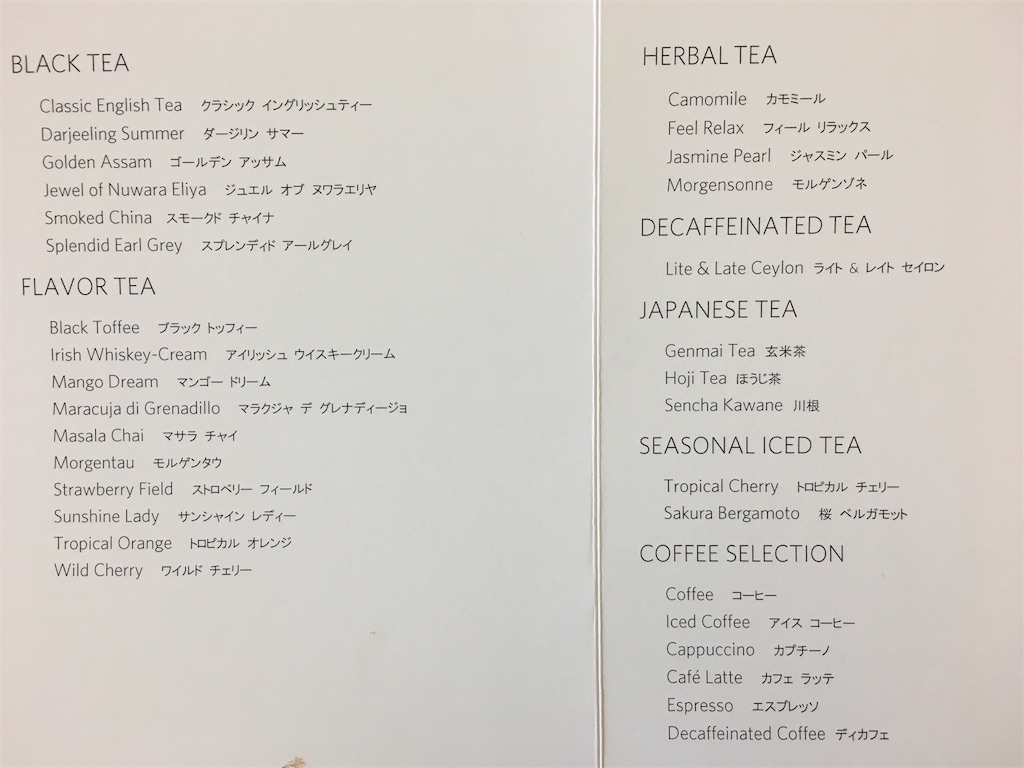 BLACK TEA
Classic English Tea クラシック イングリッシュティー
Darjeeling Summer ダージリン サマー
Golden Assam ゴールデン アッサム
Jewel of Nuwara Eliya ジュエル オブ ヌワラエリヤ
Smoked China スモークド チャイナ
Splendid Earl Grey スプレンディド アールグレイ
FLAVOR TEA
Black Toffee ブラック トッフィー
Irish Whiskey-Cream アイリッシュ ウイスキークリーム
Mango Dream マンゴー ドリーム
Maracuja di Grenadillo マラクジャ デ グレナディージョ
Masala Chai マサラ チャイ
Morgentau モルゲンタウ
Strawberry Field ストロベリー フィールド
Sunshine Lady サンシャイン レディー
Tropical Orange トロピカル オレンジ
Wild Cherry ワイルド チェリー
HERBAL TEA
Camomile カモミール
Feel Relax フィール リラックス
Jasmine Pearl ジャスミン パール
Morgensonne モルゲンゾネ
DECAFFEINATED TEA
Lite & Late Ceylon ライト & レイト セイロン
JAPANESE TEA
Genmai Tea 玄米茶
Hoji Tea ほうじ茶
Sencha Kawane 川根
SEASONAL ICED TEA
Tropical Cherry トロピカル チェリー
Sakura Bergamoto 桜 ベルガモット
COFFEE SELECTION
Coffee コーヒー
Iced Coffee アイス コーヒー
Cappuccino カプチーノ
Café Latte カフェ ラッテ
Espresso エスプレッソ
Decaffeinated Coffee ディカフェ